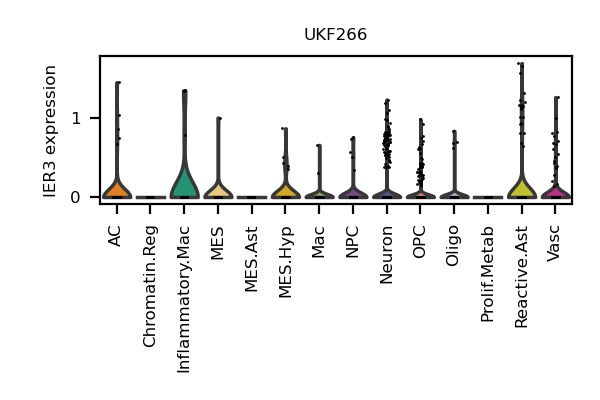 UKF266
IER3 expression
1
0
AC
Chromatin.Reg
Inflammatory.Mac
MES
MES.Ast
MES.Hyp
Mac
NPC
Neuron
OPC
Oligo
Prolif.Metab
Reactive.Ast
Vasc